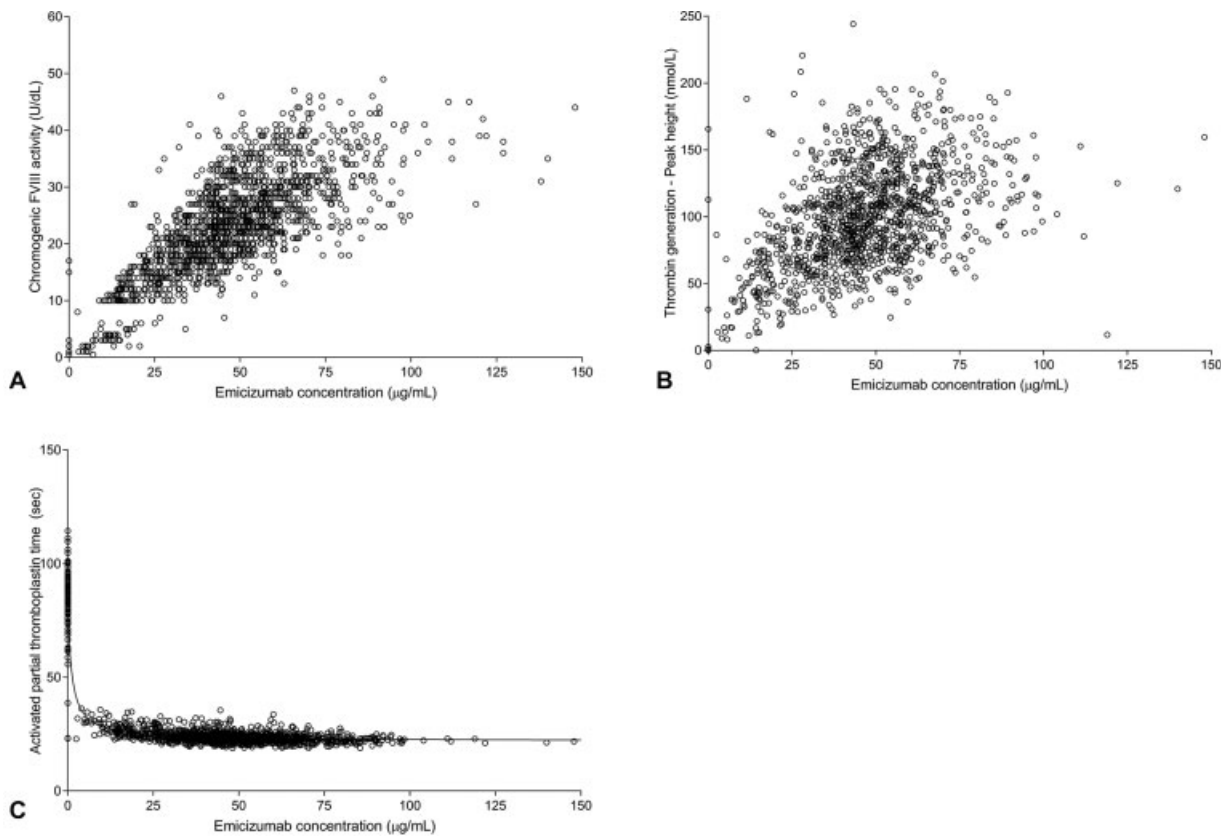 60
50
40
30
20
10
0
Chromogenic FVIII activity (U/dL)
0 25 50 75 100 125 150
Emicizumab concentration (μg/mL)
A
250
200
150
100
50
0
Thrombin generation - Peak height (nmol/L)
0 25 50 75 100 125 150
Emicizumab concentration (μg/mL)
B
150
100
50
0
Activated partial thromboplastin time (sec)
0 25 50 75 100 125 150
Emicizumab concentration (μg/mL)
C